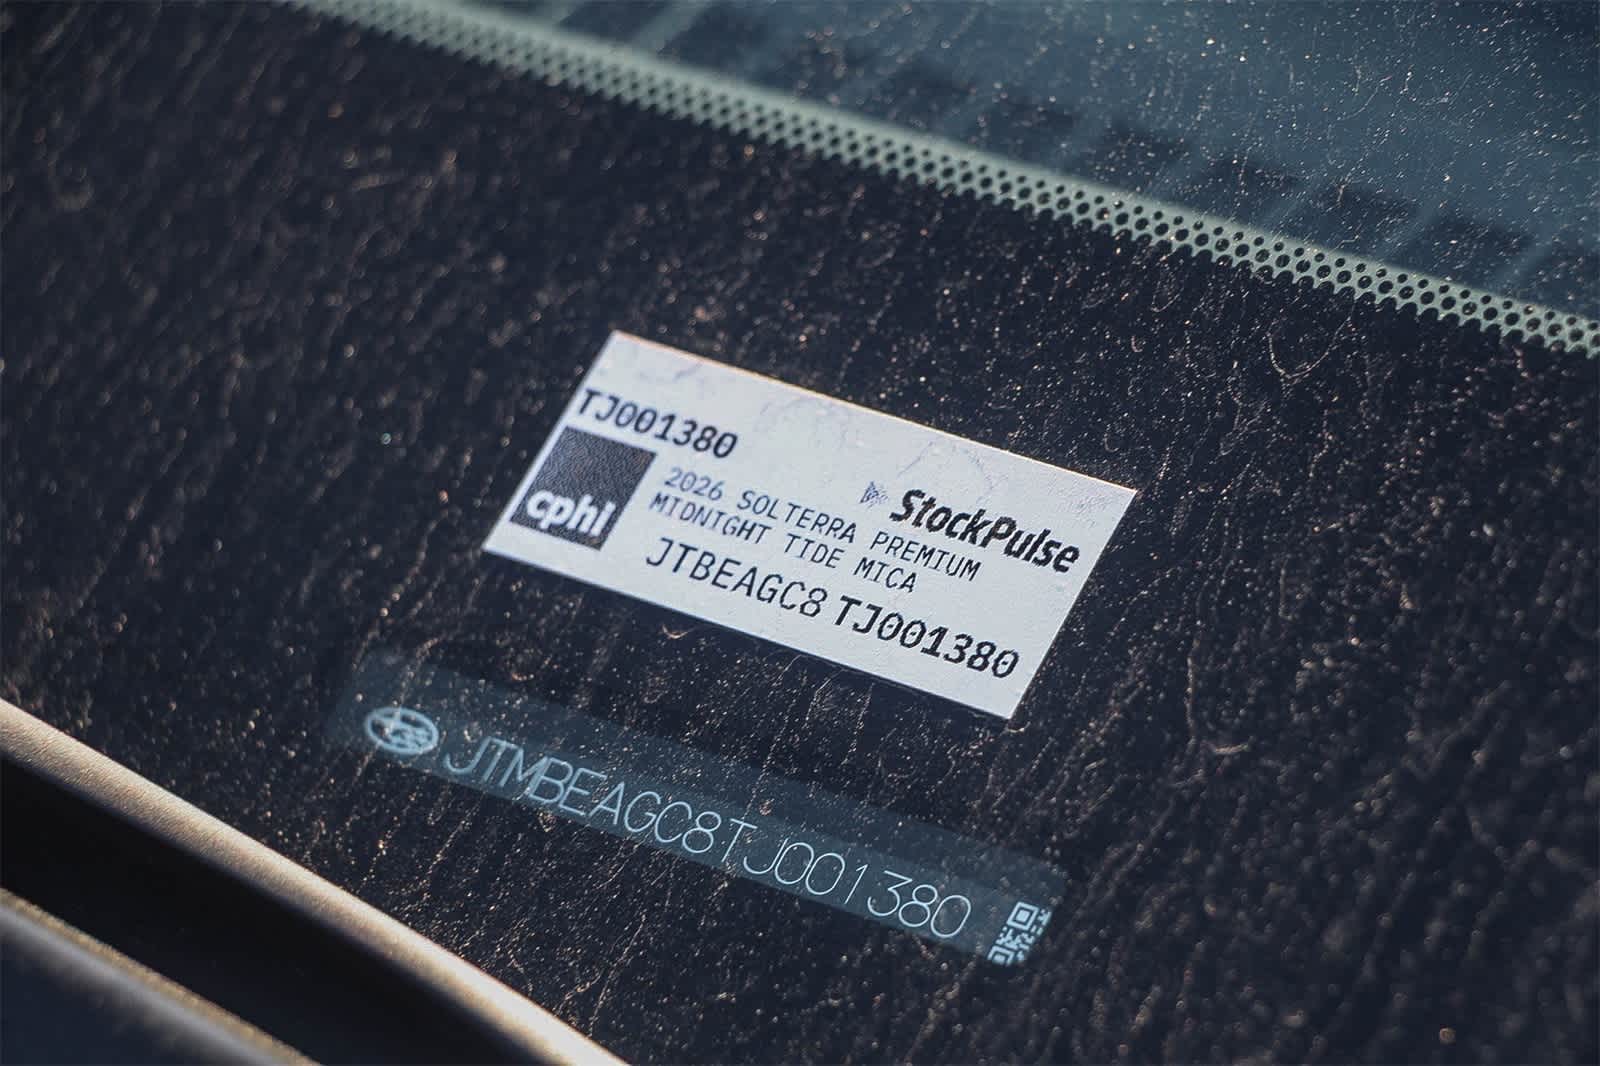 TJ001380
cphi
StockPulse
2026 SOLTERRA PREMIUM
MIDNIGHT TIDE MICA
JTBEAGC8 TJ001380
JTMBEAGC8TJ001380